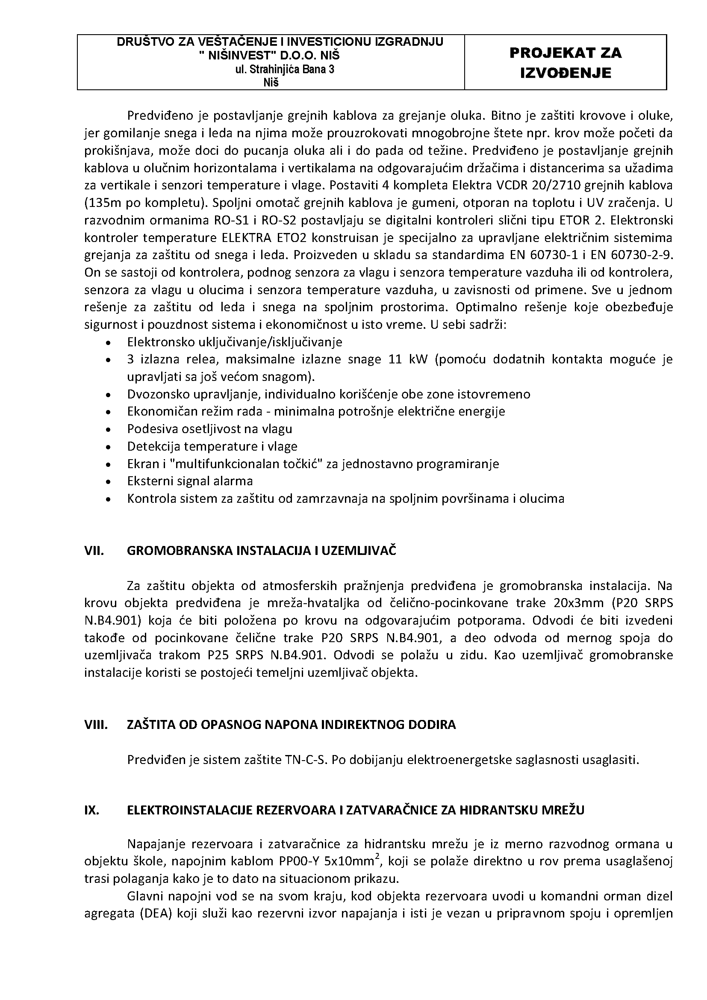 DRUŠTVO ZA VEŠTAČENJE I INVESTICIONU IZGRADNJU
" NIŠINVEST" D.O.O. NIŠ
ul. Strahinjića Bana 3
Niš
PROJEKAT ZA
IZVOĐENJE
Predviđeno je postavljanje grejnih kablova za grejanje oluka. Bitno je zaštiti krovove i oluke,
jer gomilanje snega i leda na njima može prouzrokovati mnogobrojne štete npr. krov može početi da
prokišnjava, može doci do pucanja oluka ali i do pada od težine. Predviđeno je postavljanje grejnih
kablova u olučnim horizontalama i vertikalama na odgovarajućim držačima i distancerima sa užadima
za vertikale i senzori temperature i vlage. Postaviti 4 kompleta Elektra VCDR 20/2710 grejnih kablova
(135m po kompletu). Spoljni omotač grejnih kablova je gumeni, otporan na toplotu i UV zračenja. U
razvodnim ormanima RO-S1 i RO-S2 postavljaju se digitalni kontroleri slični tipu ETOR 2. Elektronski
kontroler temperature ELEKTRA ETO2 konstruisan je specijalno za upravljane električnim sistemima
grejanja za zaštitu od snega i leda. Proizveden u skladu sa standardima EN 60730-1 i EN 60730-2-9.
On se sastoji od kontrolera, podnog senzora za vlagu i senzora temperature vazduha ili od kontrolera,
senzora za vlagu u olucima i senzora temperature vazduha, u zavisnosti od primene. Sve u jednom
rešenje za zaštitu od leda i snega na spoljnim prostorima. Optimalno rešenje koje obezbeđuje
sigurnost i pouzdnost sistema i ekonomičnost u isto vreme. U sebi sadrži:
• Elektronsko uključivanje/isključivanje
• 3 izlazna relea, maksimalne izlazne snage 11 kW (pomoću dodatnih kontakta moguće je
upravljati sa još većom snagom).
• Dvozonsko upravljanje, individualno korišćenje obe zone istovremeno
• Ekonomičan režim rada - minimalna potrošnje električne energije
• Podesiva osetljivost na vlagu
• Detekcija temperature i vlage
• Ekran i "multifunkcionalan točkić" za jednostavno programiranje
• Eksterni signal alarma
• Kontrola sistem za zaštitu od zamrzavnaja na spoljnim površinama i olucima
VII. GROMOBRANSKA INSTALACIJA I UZEMLJIVAČ
Za zaštitu objekta od atmosferskih pražnjenja predviđena je gromobranska instalacija. Na
krovu objekta predviđena je mreža-hvataljka od čelično-pocinkovane trake 20x3mm (P20 SRPS
N.B4.901) koja će biti položena po krovu na odgovarajućim potporama. Odvodi će biti izvedeni
takođe od pocinkovane čelične trake P20 SRPS N.B4.901, a deo odvoda od mernog spoja do
uzemljivača trakom P25 SRPS N.B4.901. Odvodi se polažu u zidu. Kao uzemljivač gromobranske
instalacije koristi se postojeći temeljni uzemljivač objekta.
VIII. ZAŠTITA OD OPASNOG NAPONA INDIREKTNOG DODIRA
Predviđen je sistem zaštite TN-C-S. Po dobijanju elektroenergetske saglasnosti usaglasiti.
IX. ELEKTROINSTALACIJE REZERVOARA I ZATVARAČNICE ZA HIDRANTSKU MREŽU
Napajanje rezervoara i zatvaračnice za hidrantsku mrežu je iz merno razvodnog ormana u
objektu škole, napojnim kablom PP00-Y 5x10mm², koji se polaže direktno u rov prema usaglašenoj
trasi polaganja kako je to dato na situacionom prikazu.
Glavni napojni vod se na svom kraju, kod objekta rezervoara uvodi u komandni orman dizel
agregata (DEA) koji služi kao rezervni izvor napajanja i isti je vezan u pripravnom spoju i opremljen